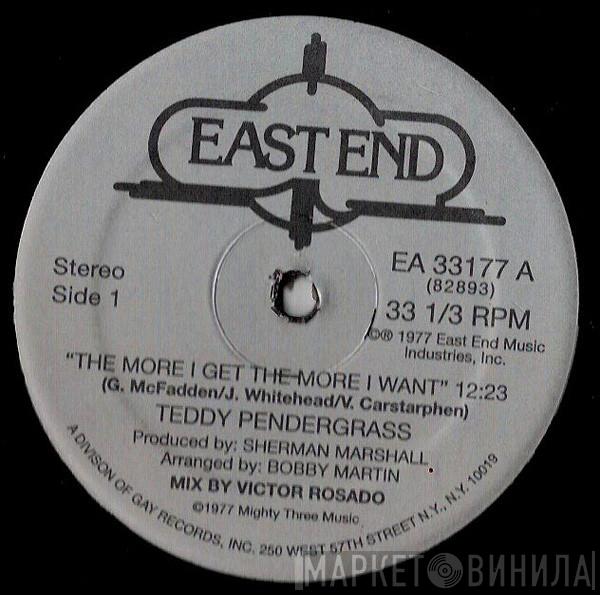 EAST END
Stereo
Side 1
EA 33177 A
(82893)
33 1/3 RPM
©® 1977 East End Music
Industries, Inc.
"THE MORE I GET THE MORE I WANT" 12:23
(G. McFadden/J. Whitehead/V. Carstarphen)
TEDDY PENDERGRASS
Produced by: SHERMAN MARSHALL
Arranged by: BOBBY MARTIN
MIX BY VICTOR ROSADO
©1977 Mighty Three Music
A DIVISON OF GAY RECORDS, INC. 250 WEST 57TH STREET N.Y., N.Y. 10019
МАРКЕТ ВИНИЛА